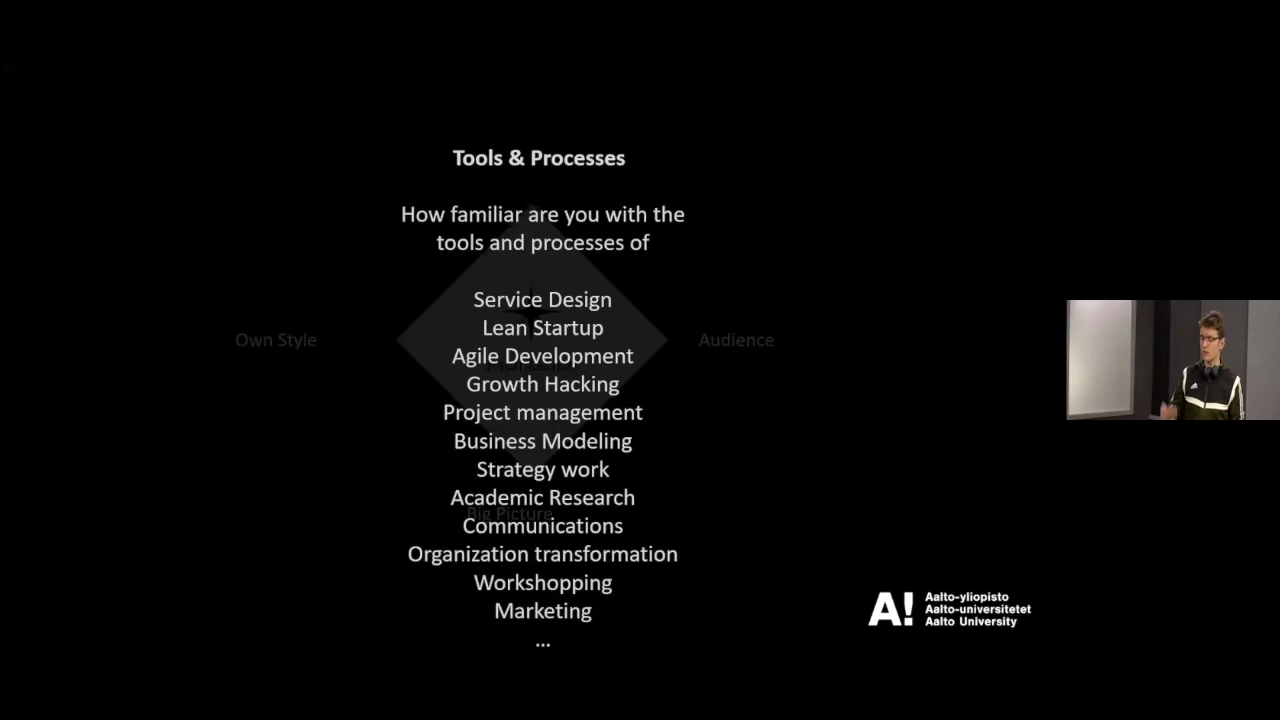 Tools & Processes
How familiar are you with the
tools and processes of
Service Design
Lean Startup
Agile Development
Growth Hacking
Project management
Business Modeling
Strategy work
Academic Research
Communications
Organization transformation
Workshopping
Marketing
...
Own Style
Audience
Big Picture
A! Aalto-yliopisto
Aalto-universitetet
Aalto University